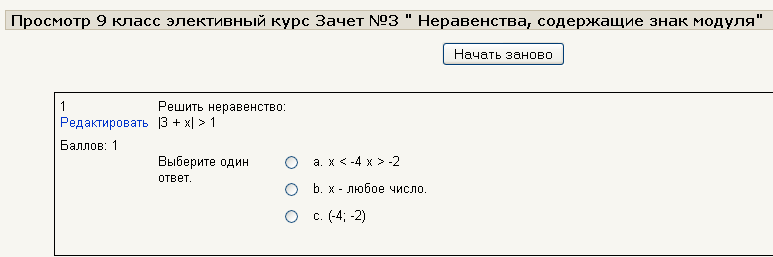 Просмотр 9 класс элективный курс Зачет №3 " Неравенства, содержащие знак модуля"
Начать заново
1
Решить неравенство:
Редактировать
|3 + x| > 1
Баллов: 1
Выберите один
ответ.
a. x < -4 x > -2
b. x - любое число.
c. (-4; -2)